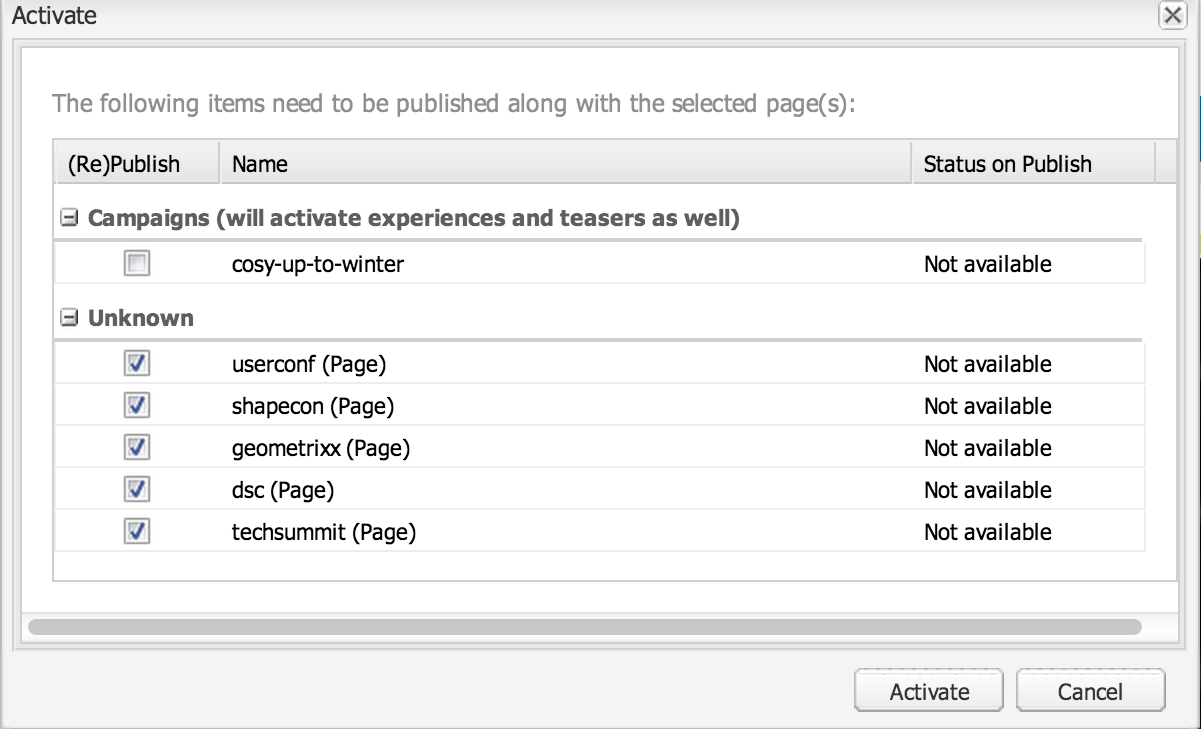 Activate
The following items need to be published along with the selected page(s):
(Re)Publish Name Status on Publish
Campaigns (will activate experiences and teasers as well)
cosy-up-to-winter Not available
Unknown
userconf (Page) Not available
shapecon (Page) Not available
geometrixx (Page) Not available
dsc (Page) Not available
techsummit (Page) Not available
Activate Cancel